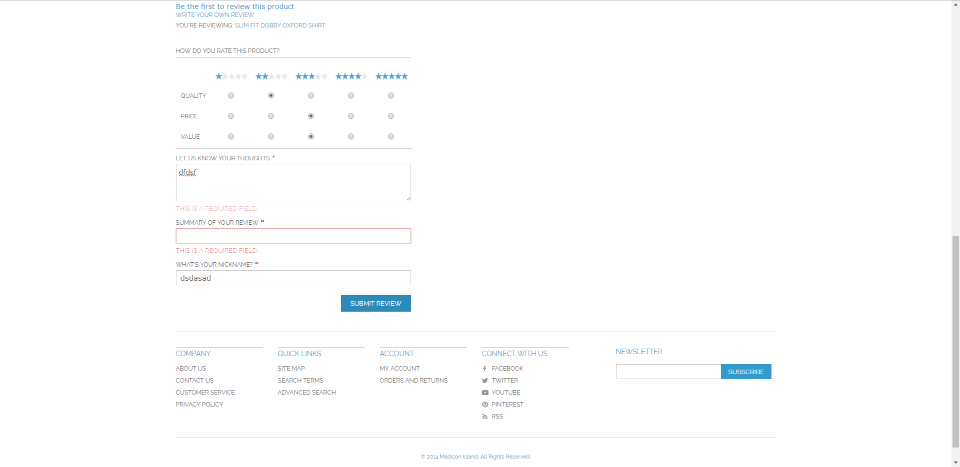 Be the first to review this product
WRITE YOUR OWN REVIEW
YOU'RE REVIEWING: SLIM FIT DOBBY OXFORD SHIRT
HOW DO YOU RATE THIS PRODUCT?
QUALITY
PRICE
VALUE
LET US KNOW YOUR THOUGHTS *
dfdsf
THIS IS A REQUIRED FIELD.
SUMMARY OF YOUR REVIEW *
THIS IS A REQUIRED FIELD.
WHAT'S YOUR NICKNAME? *
dsdasad
SUBMIT REVIEW
COMPANY
ABOUT US
CONTACT US
CUSTOMER SERVICE
PRIVACY POLICY
QUICK LINKS
SITE MAP
SEARCH TERMS
ADVANCED SEARCH
ACCOUNT
MY ACCOUNT
ORDERS AND RETURNS
CONNECT WITH US
FACEBOOK
TWITTER
YOUTUBE
PINTEREST
RSS
NEWSLETTER
SUBSCRIBE
© 2014 Madison Island. All Rights Reserved.